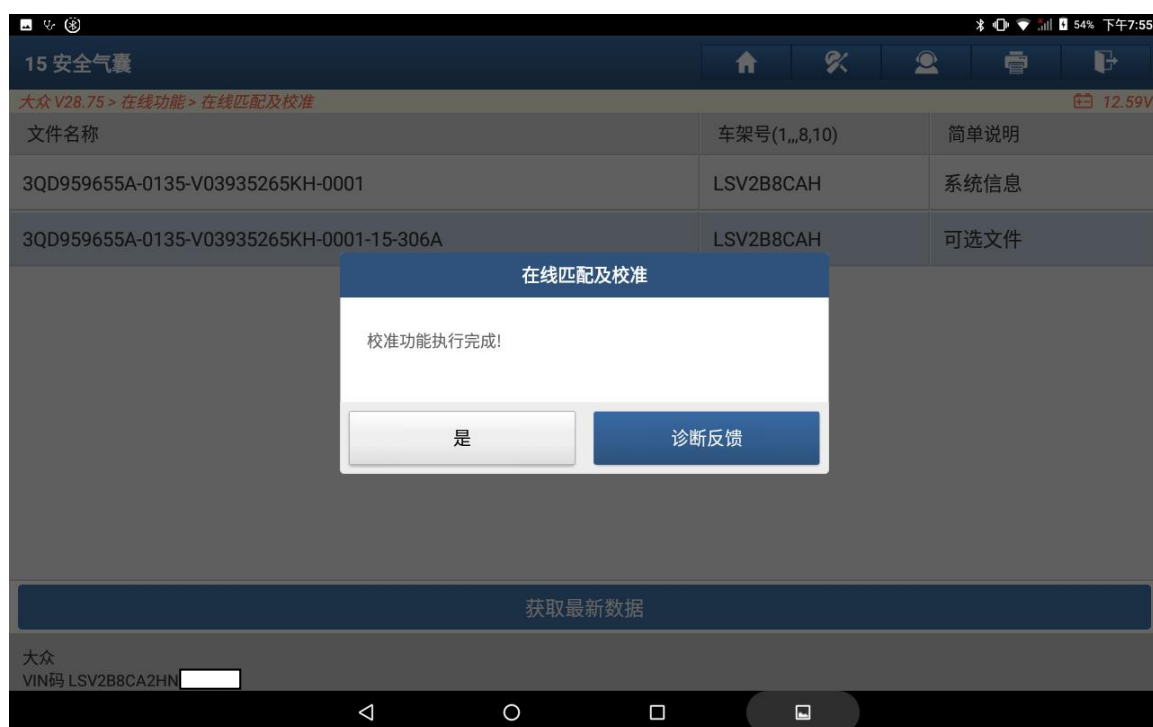 54% 下午7:55
15 安全气囊
大众 V28.75 > 在线功能 > 在线匹配及校准 12.59V
文件名称 车架号(1,,,8,10) 简单说明
3QD959655A-0135-V03935265KH-0001 LSV2B8CAH 系统信息
3QD959655A-0135-V03935265KH-0001-15-306A LSV2B8CAH 可选文件
在线匹配及校准
校准功能执行完成!
是 诊断反馈
获取最新数据
大众
VIN码 LSV2B8CA2HN